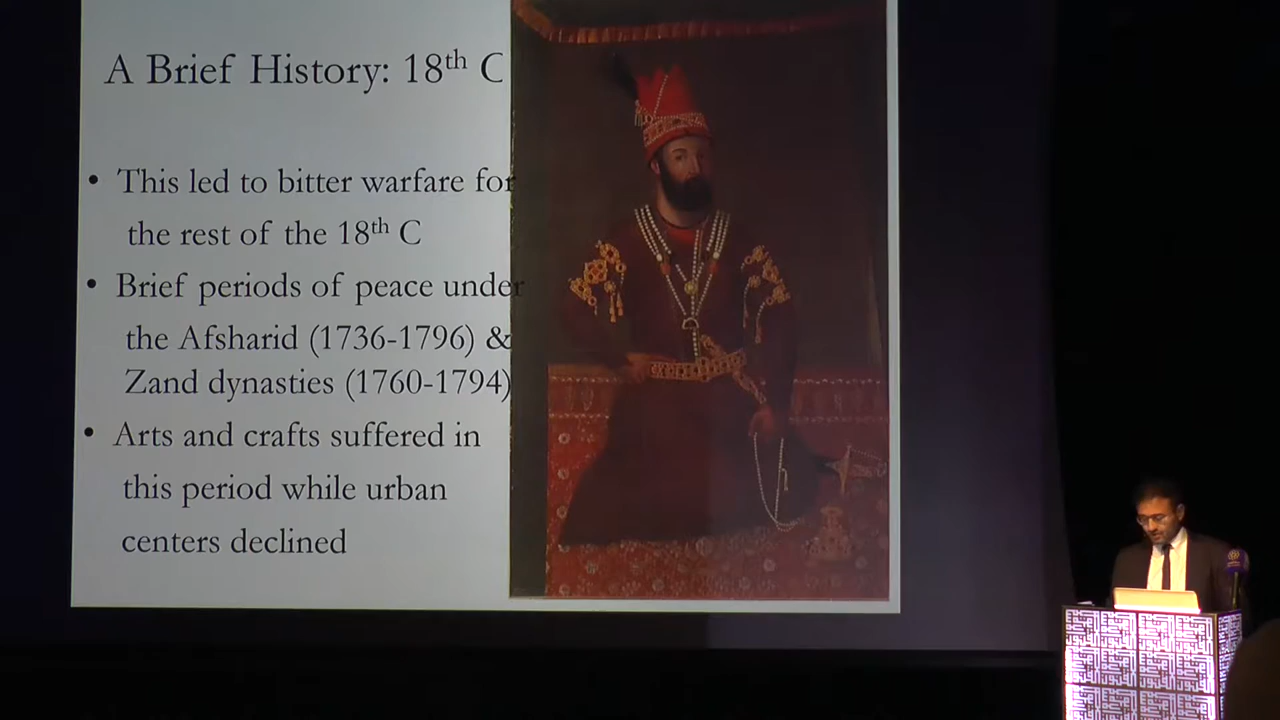 A Brief History: 18th C
• This led to bitter warfare for
the rest of the 18th C
• Brief periods of peace under
the Afsharid (1736-1796) &
Zand dynasties (1760-1794)
• Arts and crafts suffered in
this period while urban
centers declined